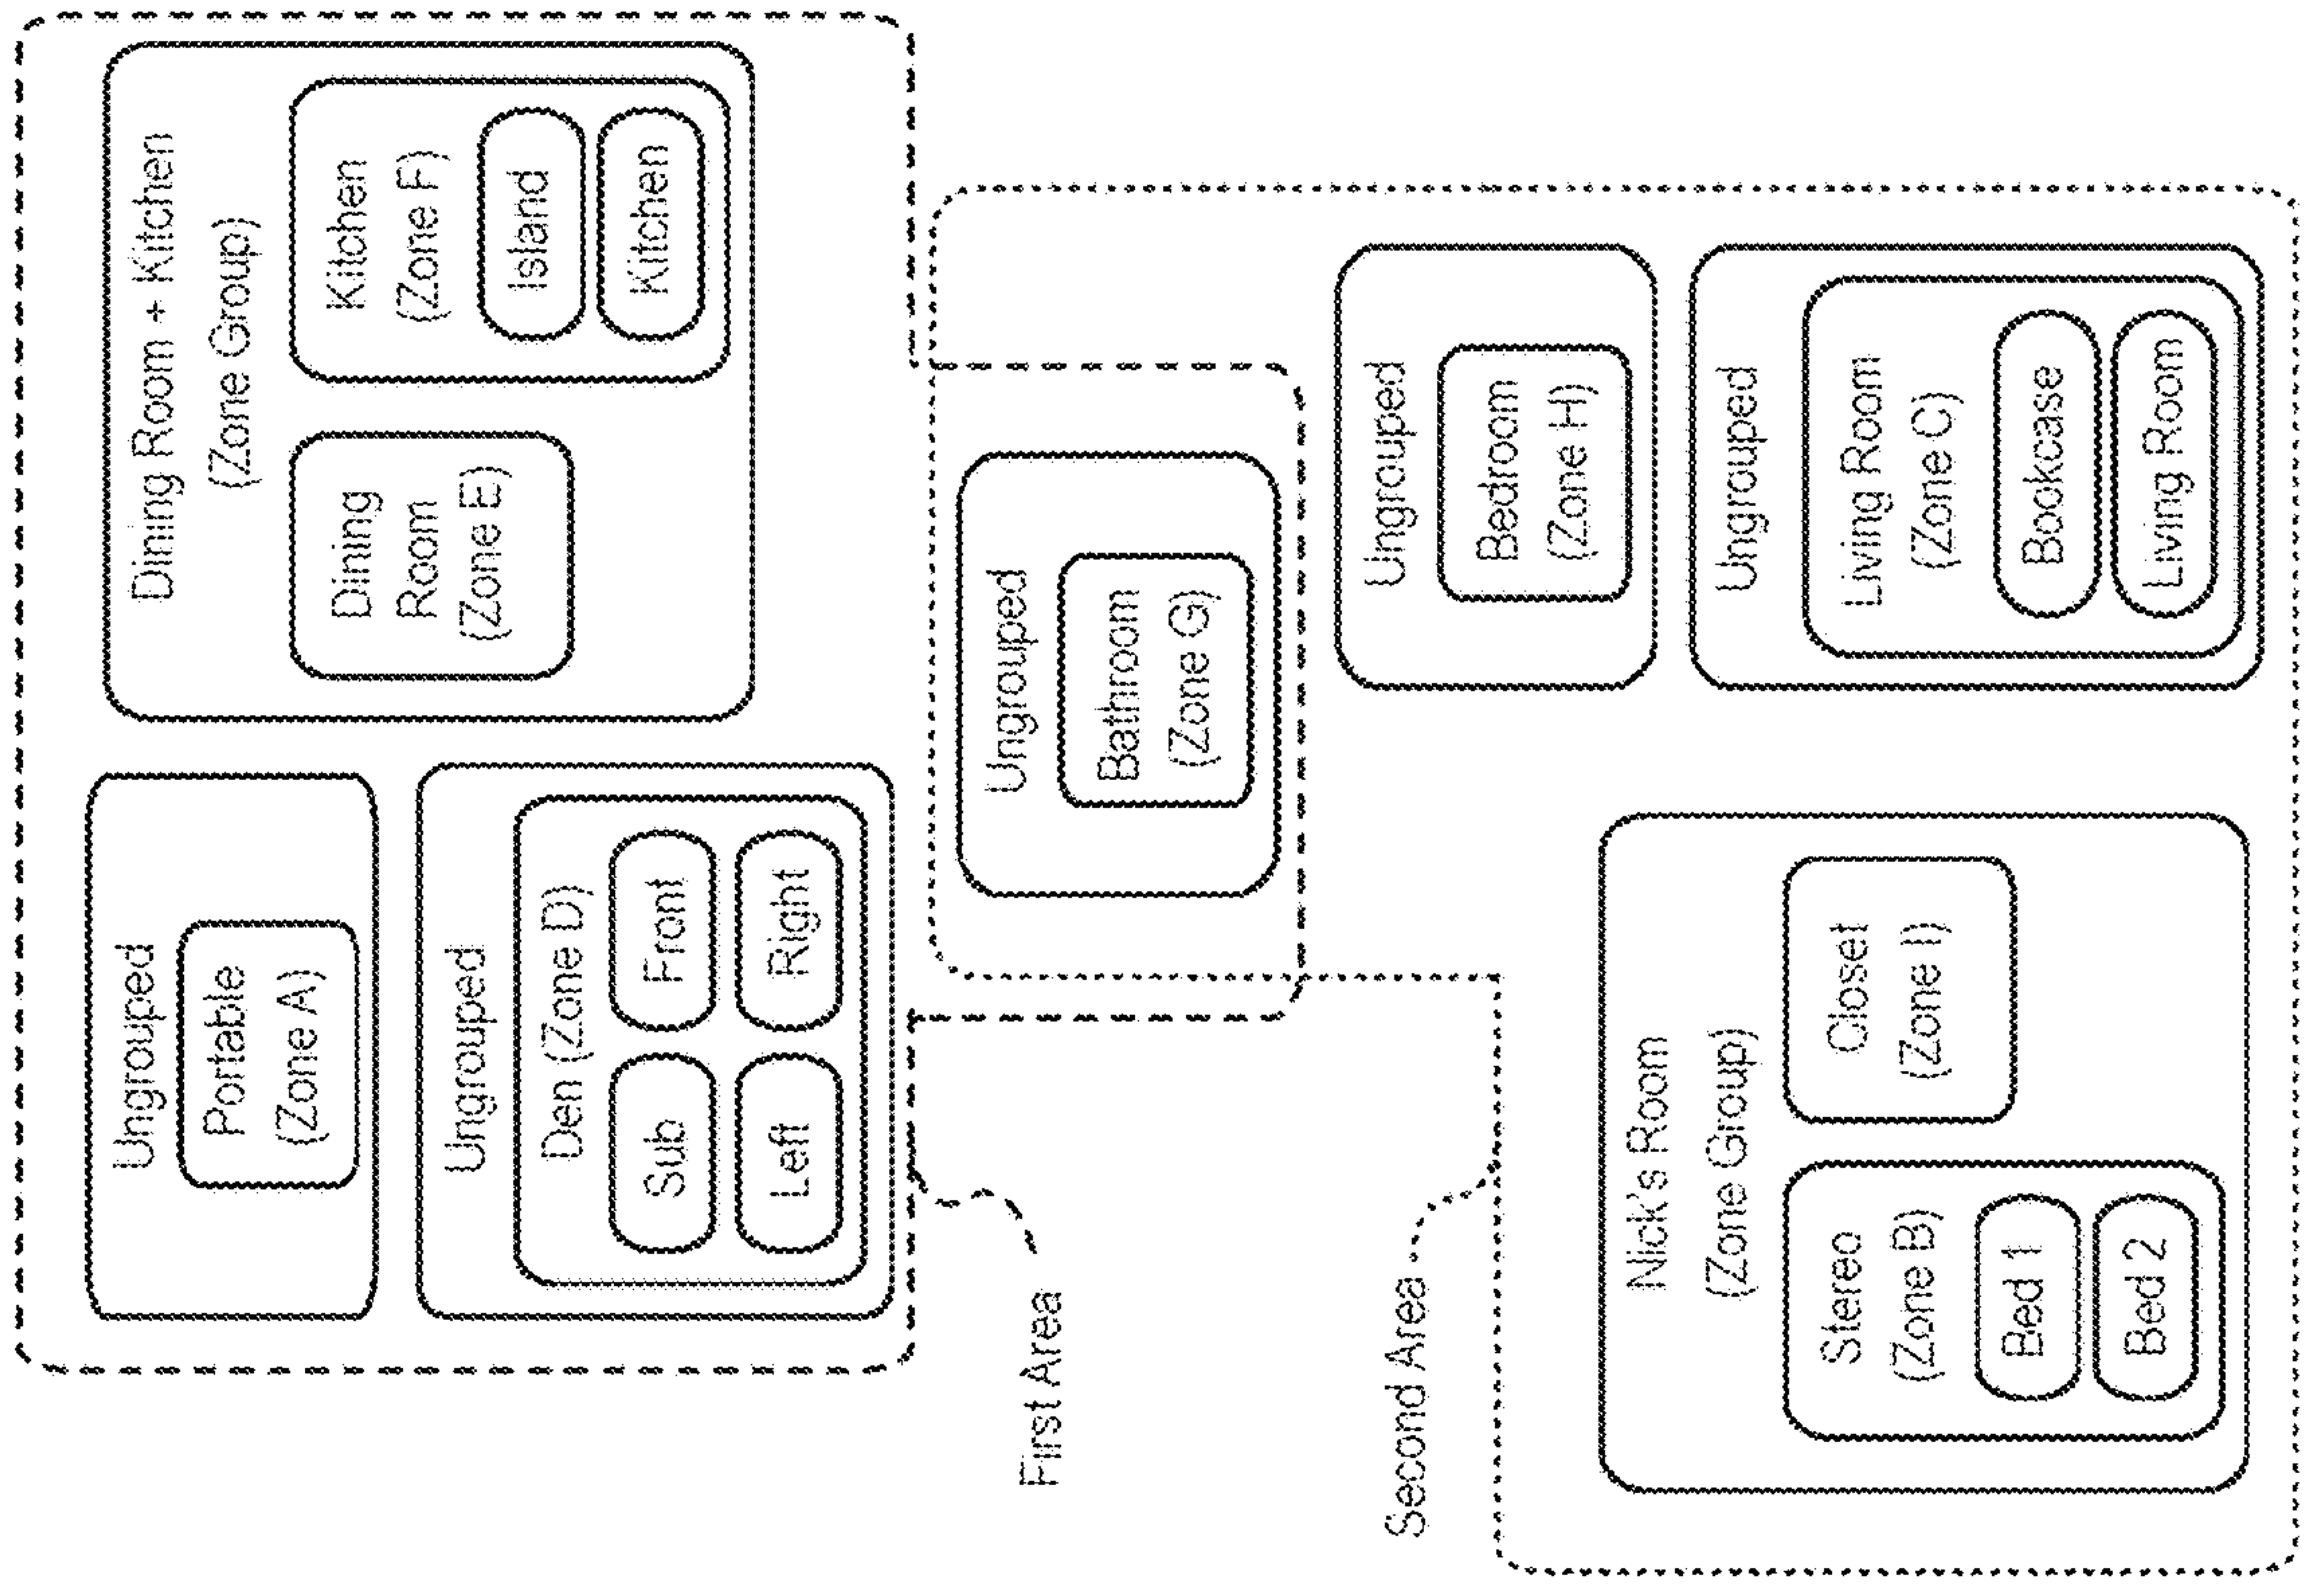 Ungrouped
Portable
(Zone A)
Dining Room + Kitchen
(Zone Group)
Dining
Room
(Zone E)
Kitchen
(Zone F)
Island
Kitchen
Ungrouped
Den (Zone D)
Sub
Front
Left
Right
First Area
Ungrouped
Bathroom
(Zone G)
Second Area
Ungrouped
Bedroom
(Zone H)
Nick's Room
(Zone Group)
Stereo
(Zone B)
Bed 1
Bed 2
Closet
(Zone I)
Ungrouped
Living Room
(Zone C)
Bookcase
Living Room